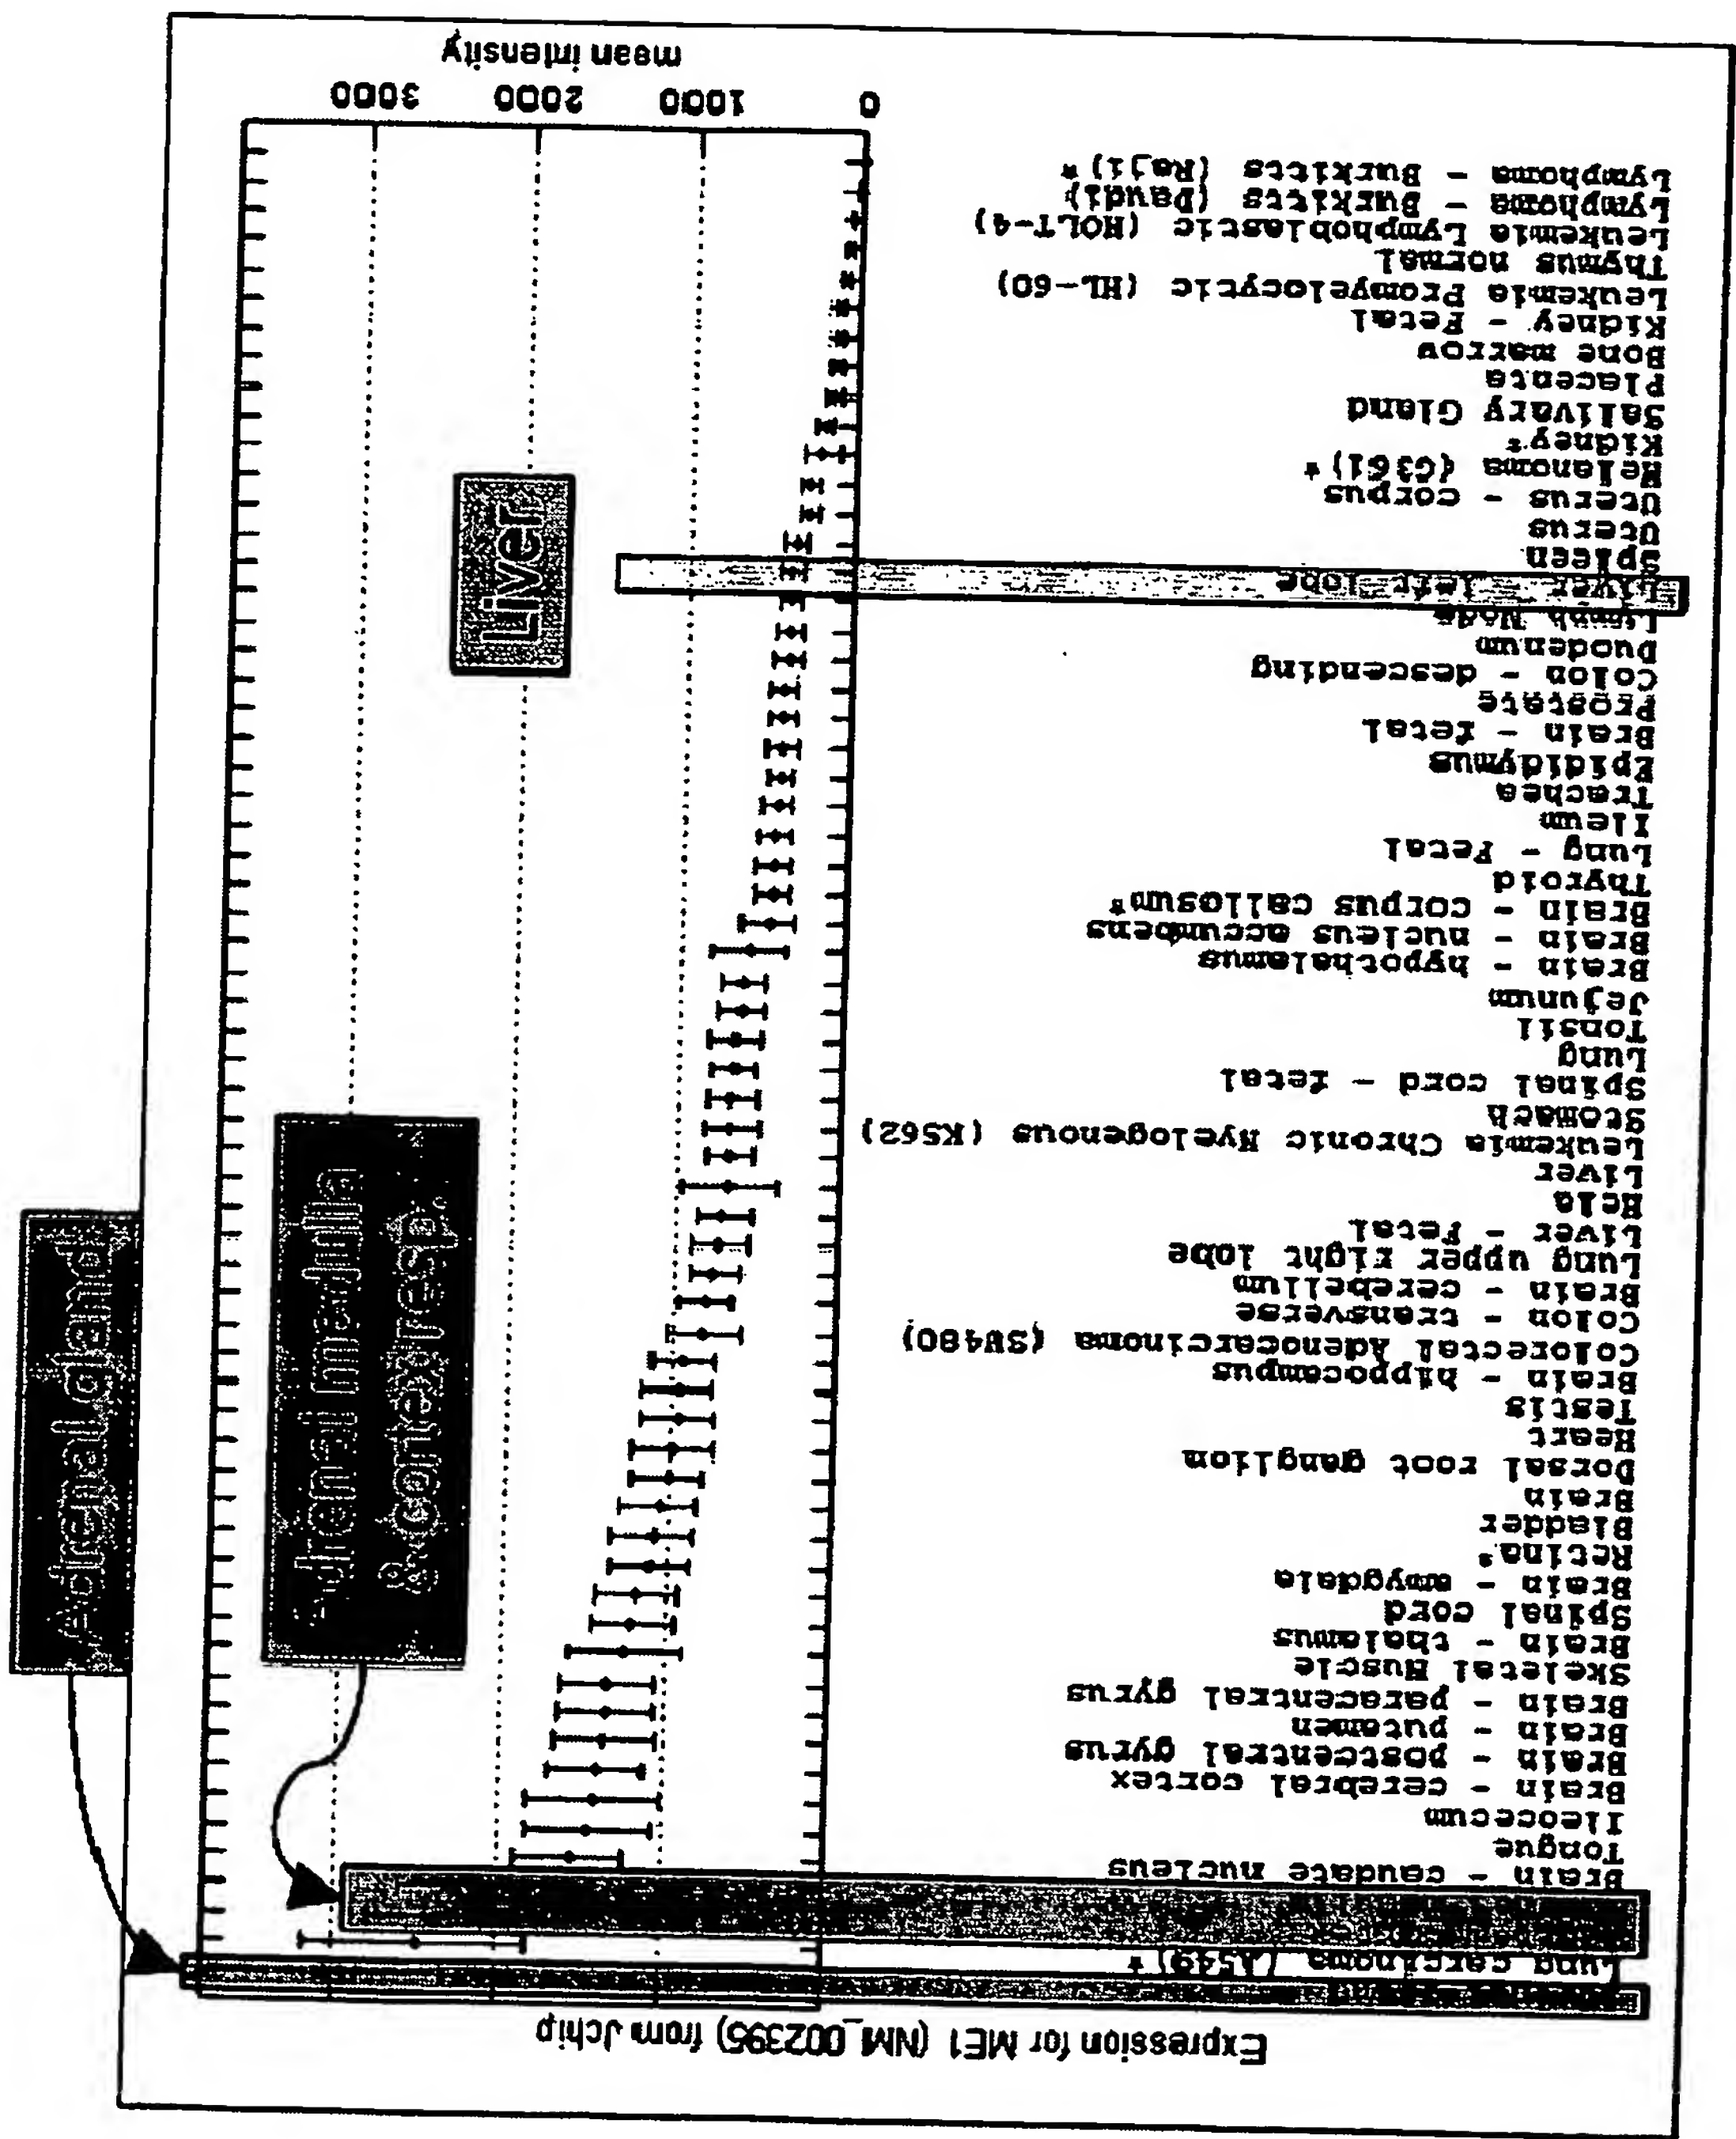 Expression for ME1 (NM_002395) from Jchip
Lung carcinoma (A549)*
Brain - caudate nucleus
Tongue
Ileocecum
Brain - cerebral cortex
Brain - postcentral gyrus
Brain - putamen
Brain - paracentral gyrus
Skeletal Muscle
Brain - thalamus
Spinal cord
Brain - amygdala
Retina*
Bladder
Brain
Dorsal root ganglion
Heart
Testis
Brain - hippocampus
Colorectal Adenocarcinoma (SW480)
Colon - transverse
Brain - cerebellum
Lung upper right lobe
Liver - Fetal
Hela
Liver
Leukemia Chronic Myelogenous (K562)
Stomach
Spinal cord - fetal
Lung
Tonsil
Jejunum
Brain - hypothalamus
Brain - nucleus accumbens
Brain - corpus callosum*
Thyroid
Lung - Fetal
Ileum
Trachea
Epididymus
Brain - fetal
Prostate
Colon - descending
Duodenum
Lymph Node
Liver - left lobe
Spleen
Uterus
Uterus - corpus
Melanoma (G361)*
Kidney*
Salivary Gland
Placenta
Bone marrow
Kidney - Fetal
Leukemia Promyelocytic (HL-60)
Thymus normal
Leukemia Lymphoblastic (MOLT-4)
Lymphoma - Burkitts (Daudi)
Lymphoma - Burkitts (Raji)*
0
1000
2000
3000
mean intensity
Adrenal gland
Adrenal medulla
& cortex resp.
Liver